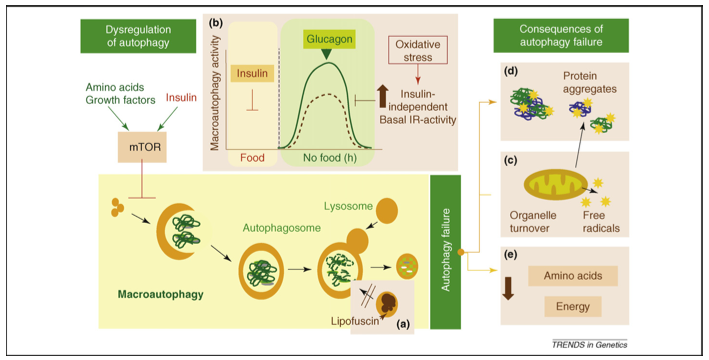 Dysregulation
of autophagy
Amino acids
Growth factors
Insulin
mTOR
(b)
Macroautophagy activity
Glucagon
Insulin
Food
No food (h)
Oxidative
stress
Insulin-
independent
Basal IR-activity
Consequences of
autophagy failure
(d)
Protein
aggregates
(c)
Organelle
turnover
Free
radicals
(e)
Amino acids
Energy
Lysosome
Autophagosome
Macroautophagy
Lipofuscin
(a)
Autophagy failure
TRENDS in Genetics